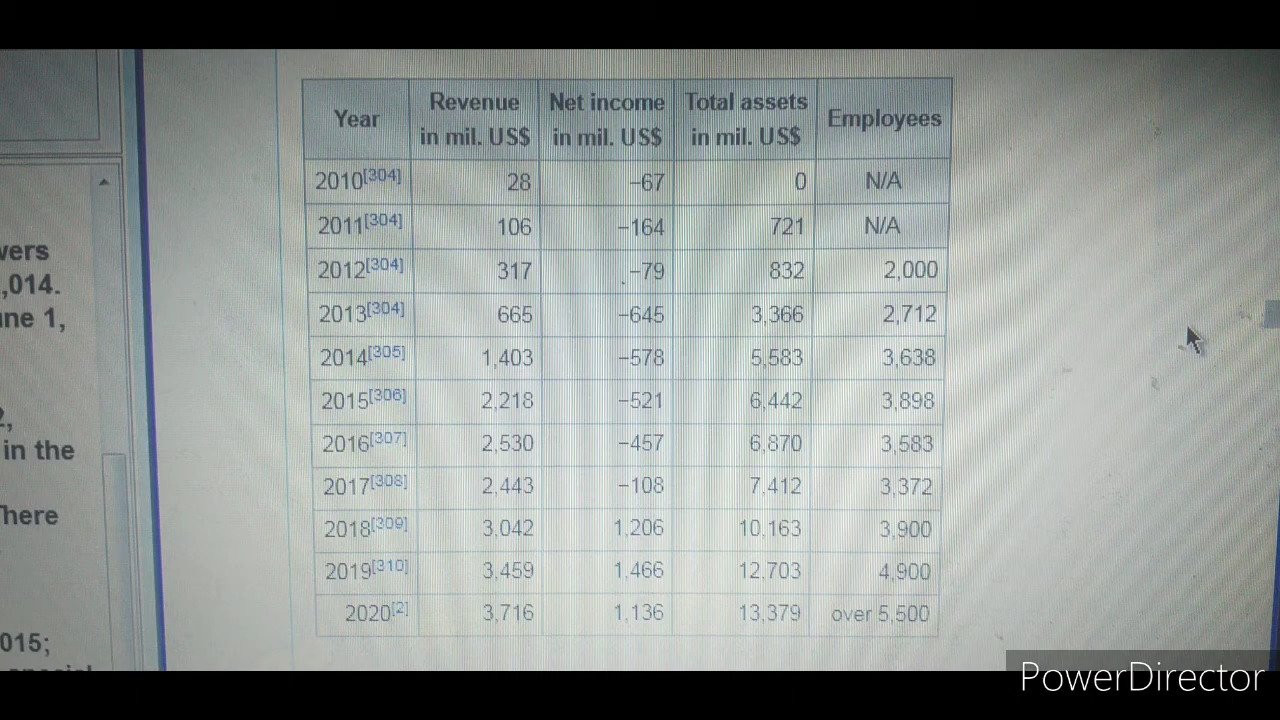 Year Revenue in mil. US$ Net income in mil. US$ Total assets in mil. US$ Employees
2010[304] 28 −67 0 N/A
2011[304] 106 −164 721 N/A
2012[304] 317 −79 832 2,000
2013[304] 665 −645 3,366 2,712
2014[305] 1,403 −578 5,583 3,638
2015[306] 2,218 −521 6,442 3,898
2016[307] 2,530 −457 6,870 3,583
2017[308] 2,443 −108 7,412 3,372
2018[309] 3,042 1,206 10,163 3,900
2019[310] 3,459 1,466 12,703 4,900
2020[2] 3,716 1,136 13,379 over 5,500
,014.
in the
015;
PowerDirector